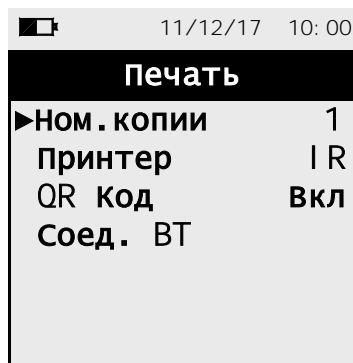 11/12/17 10:00
Печать
▶Ном.копии 1
Принтер IR
QR Код Вкл
Соед. BT